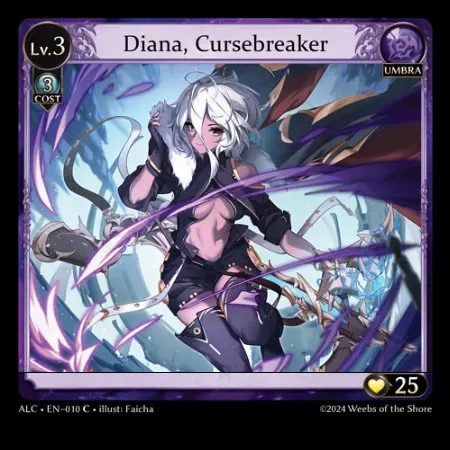 Lv.3
Diana, Cursebreaker
UMBRA
3
COST
25
ALC • EN–010 C • illust: Faicha
©2024 Weebs of the Shore